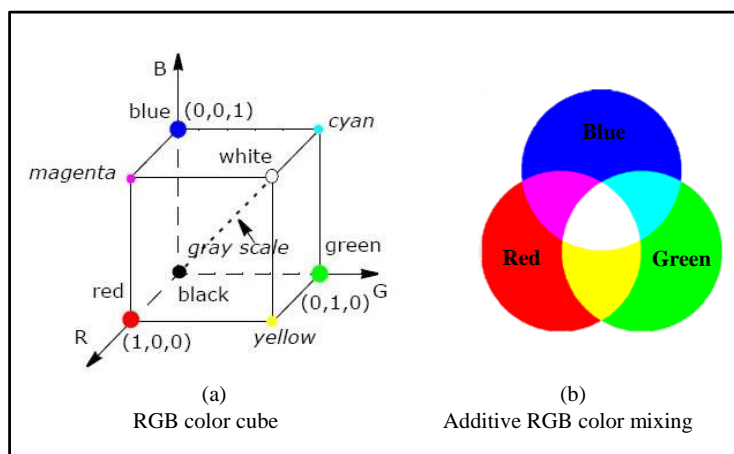 B
blue (0,0,1)
cyan
white
magenta
gray scale
green
red
black
G
(0,1,0)
R
(1,0,0)
yellow
(a)
RGB color cube
Blue
Red
Green
(b)
Additive RGB color mixing